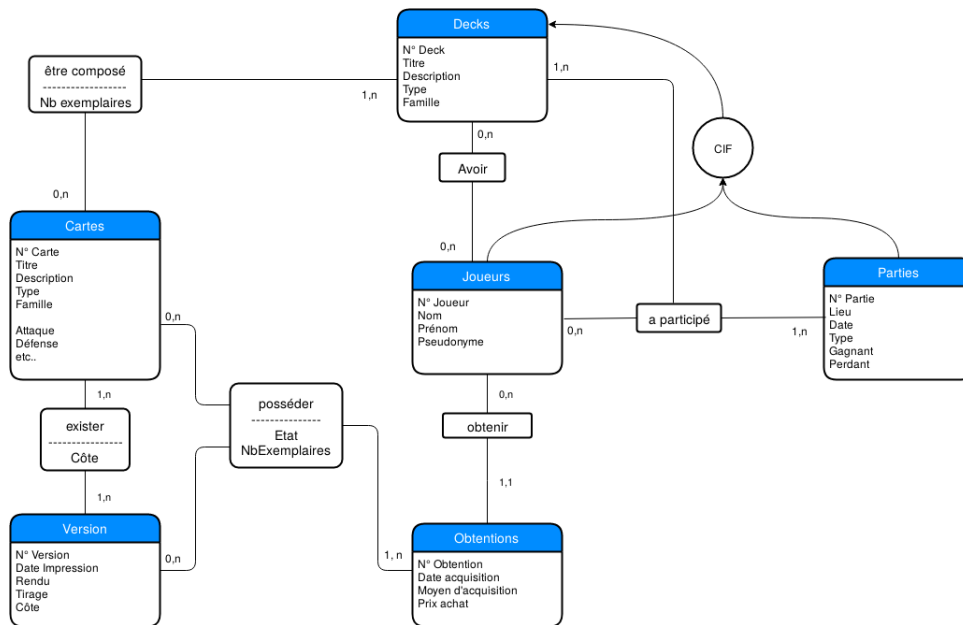 Decks
N° Deck
Titre
Description
Type
Famille
être composé
--------------------
Nb exemplaires
1,n
1,n
0,n
Avoir
CIF
0,n
0,n
Cartes
N° Carte
Titre
Description
Type
Famille
Attaque
Défense
etc..
Joueurs
N° Joueur
Nom
Prénom
Pseudonyme
Parties
N° Partie
Lieu
Date
Type
Gagnant
Perdant
0,n
a participé
0,n
1,n
1,n
0,n
exister
--------------------
Côte
posséder
--------------------
Etat
NbExemplaires
obtenir
1,n
1,1
Version
N° Version
Date Impression
Rendu
Tirage
Côte
0,n
1, n
Obtentions
N° Obtention
Date acquisition
Moyen d'acquisition
Prix achat